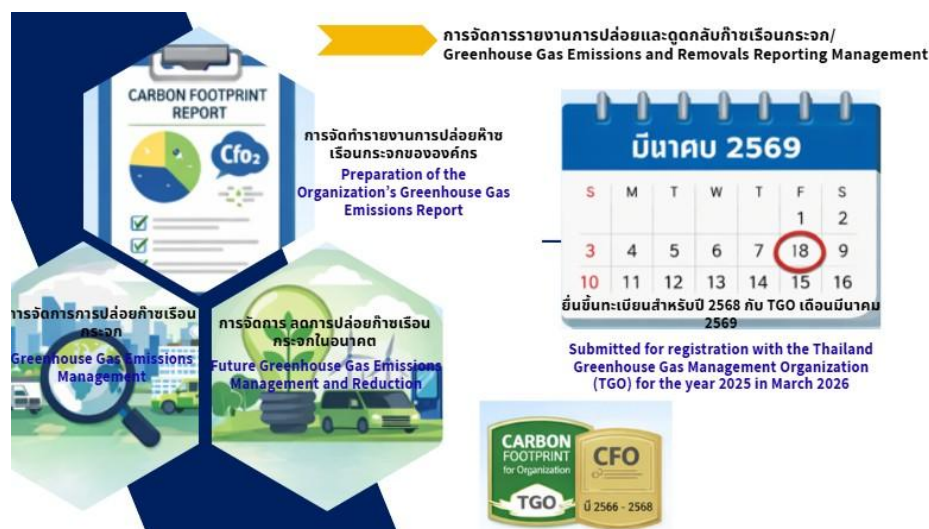 การจัดการรายงานการปล่อยและดูดกลับก๊าซเรือนกระจก/
Greenhouse Gas Emissions and Removals Reporting Management
CARBON FOOTPRINT
REPORT
Cfo₂
การจัดทำรายงานการปล่อยห๊าซ
เรือนกระจกขององค์กร
Preparation of the
Organization's Greenhouse Gas
Emissions Report
มีนาคม 2569
S M T W T F S
1 2
3 4 5 6 7 18 9
10 11 12 13 14 15 16
ยื่นขึ้นทะเบียนสำหรับปี 2568 กับ TGO เดือนมีนาคม
2569
Submitted for registration with the Thailand
Greenhouse Gas Management Organization
(TGO) for the year 2025 in March 2026
ารจัดการการปล่อยก๊าซเรือน
กระจก
Greenhouse Gas Emissions
Management
การจัดการ ลดการปล่อยก๊าซเรือน
กระจกในอนาคต
Future Greenhouse Gas Emissions
Management and Reduction
CARBON
FOOTPRINT
for Organization
TGO
CFO
ปี 2566 - 2568